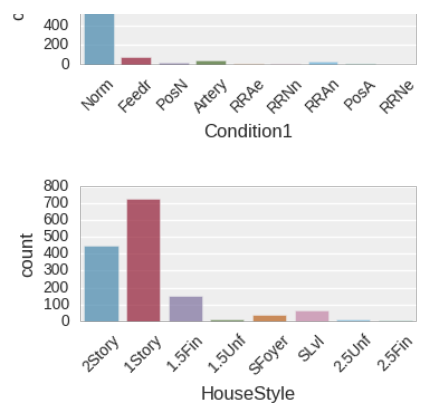 c
400
200
0
Norm Feedr PosN Artery RRAe RRNn RRAn PosA RRNe
Condition1
800
700
600
500
400
300
200
100
0
count
2Story 1Story 1.5Fin 1.5Unf SFoyer SLvl 2.5Unf 2.5Fin
HouseStyle